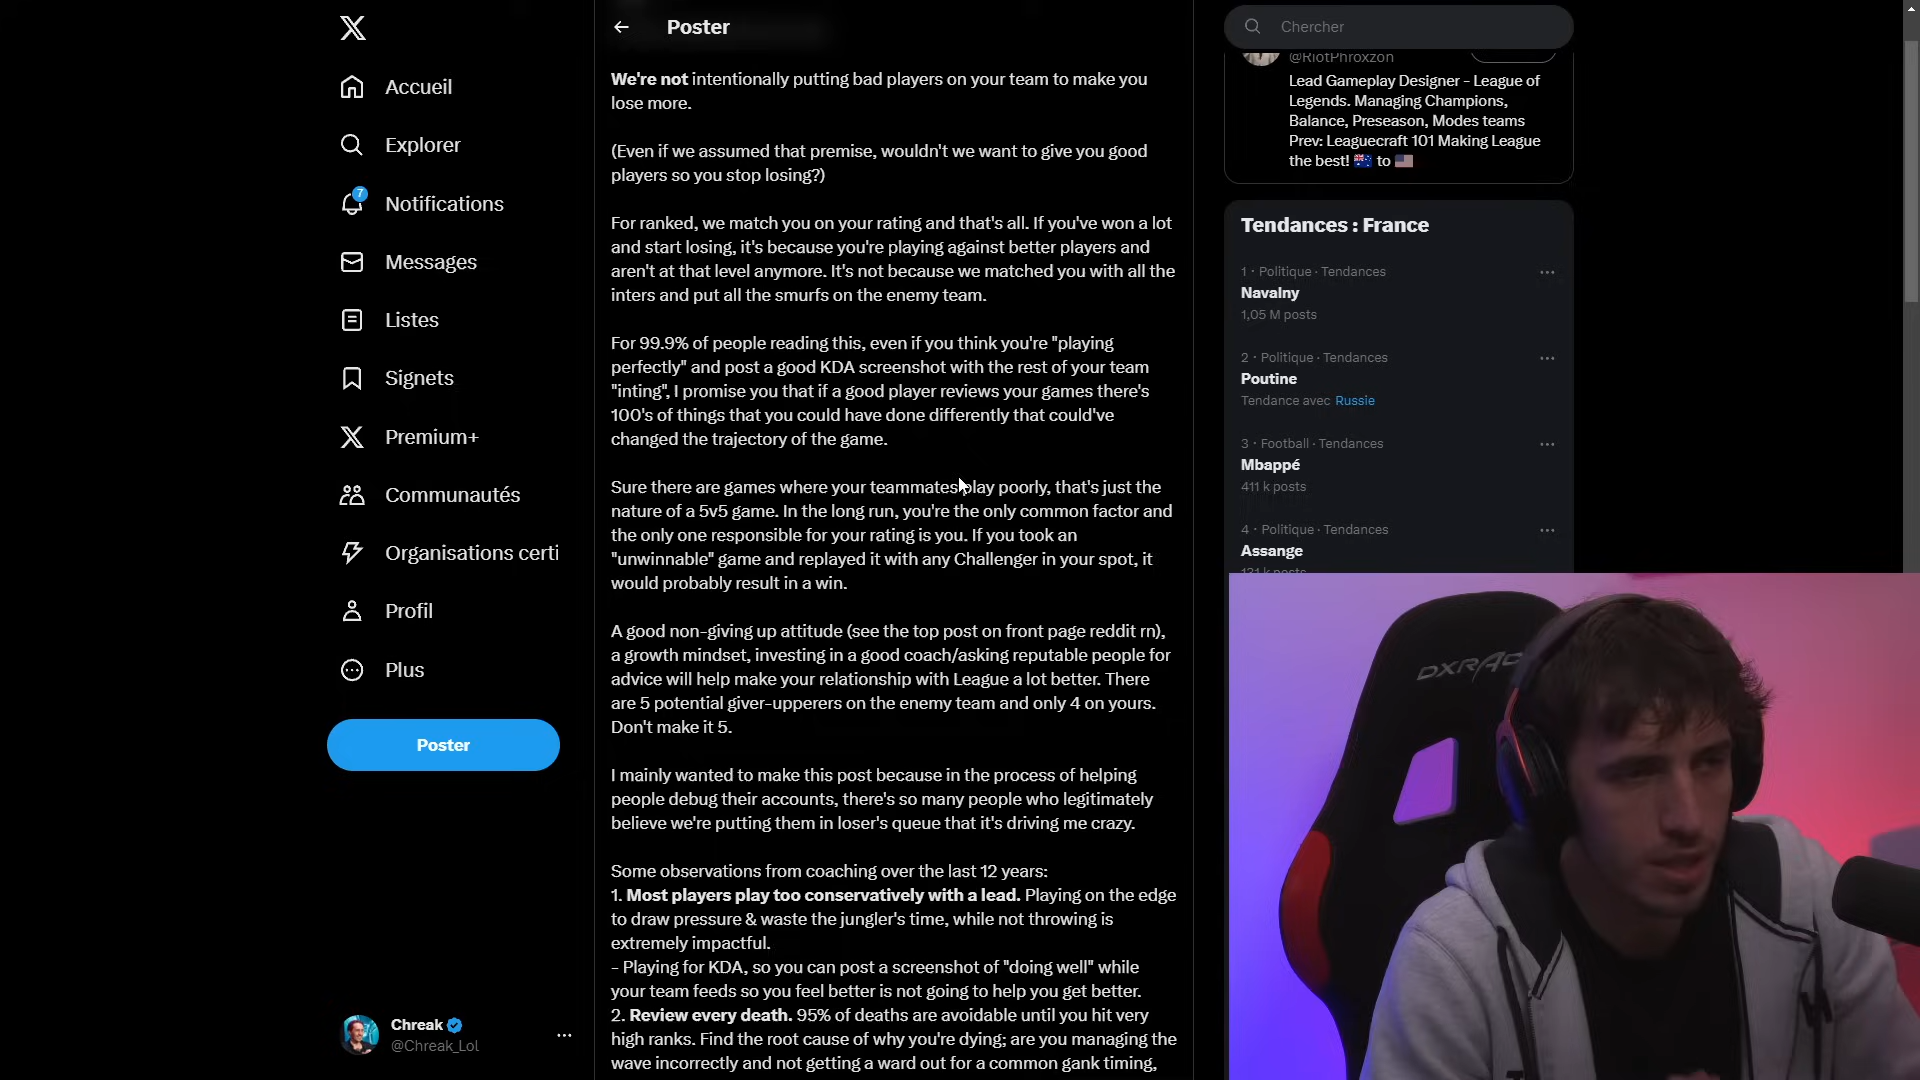 Poster
Chercher
@RiotPhroxzon
Lead Gameplay Designer - League of
Legends. Managing Champions,
Balance, Preseason, Modes teams
Prev: Leaguecraft 101 Making League
the best! 🇦🇺 to 🇺🇸
Accueil
Explorer
7
Notifications
Messages
Listes
Signets
Premium+
Communautés
Organisations certi
Profil
Plus
Poster
Chreak
@Chreak_Lol
We're not intentionally putting bad players on your team to make you
lose more.
(Even if we assumed that premise, wouldn't we want to give you good
players so you stop losing?)
For ranked, we match you on your rating and that's all. If you've won a lot
and start losing, it's because you're playing against better players and
aren't at that level anymore. It's not because we matched you with all the
inters and put all the smurfs on the enemy team.
For 99.9% of people reading this, even if you think you're "playing
perfectly" and post a good KDA screenshot with the rest of your team
"inting", I promise you that if a good player reviews your games there's
100's of things that you could have done differently that could've
changed the trajectory of the game.
Sure there are games where your teammates play poorly, that's just the
nature of a 5v5 game. In the long run, you're the only common factor and
the only one responsible for your rating is you. If you took an
"unwinnable" game and replayed it with any Challenger in your spot, it
would probably result in a win.
A good non-giving up attitude (see the top post on front page reddit rn),
a growth mindset, investing in a good coach/asking reputable people for
advice will help make your relationship with League a lot better. There
are 5 potential giver-upperers on the enemy team and only 4 on yours.
Don't make it 5.
I mainly wanted to make this post because in the process of helping
people debug their accounts, there's so many people who legitimately
believe we're putting them in loser's queue that it's driving me crazy.
Some observations from coaching over the last 12 years:
1. Most players play too conservatively with a lead. Playing on the edge
to draw pressure & waste the jungler's time, while not throwing is
extremely impactful.
- Playing for KDA, so you can post a screenshot of "doing well" while
your team feeds so you feel better is not going to help you get better.
2. Review every death. 95% of deaths are avoidable until you hit very
high ranks. Find the root cause of why you're dying; are you managing the
wave incorrectly and not getting a ward out for a common gank timing,
Tendances : France
1 · Politique · Tendances
Navalny
1,05 M posts
2 · Politique · Tendances
Poutine
Tendance avec Russie
3 · Football · Tendances
Mbappé
411 k posts
4 · Politique · Tendances
Assange
131 k posts
DXRAC